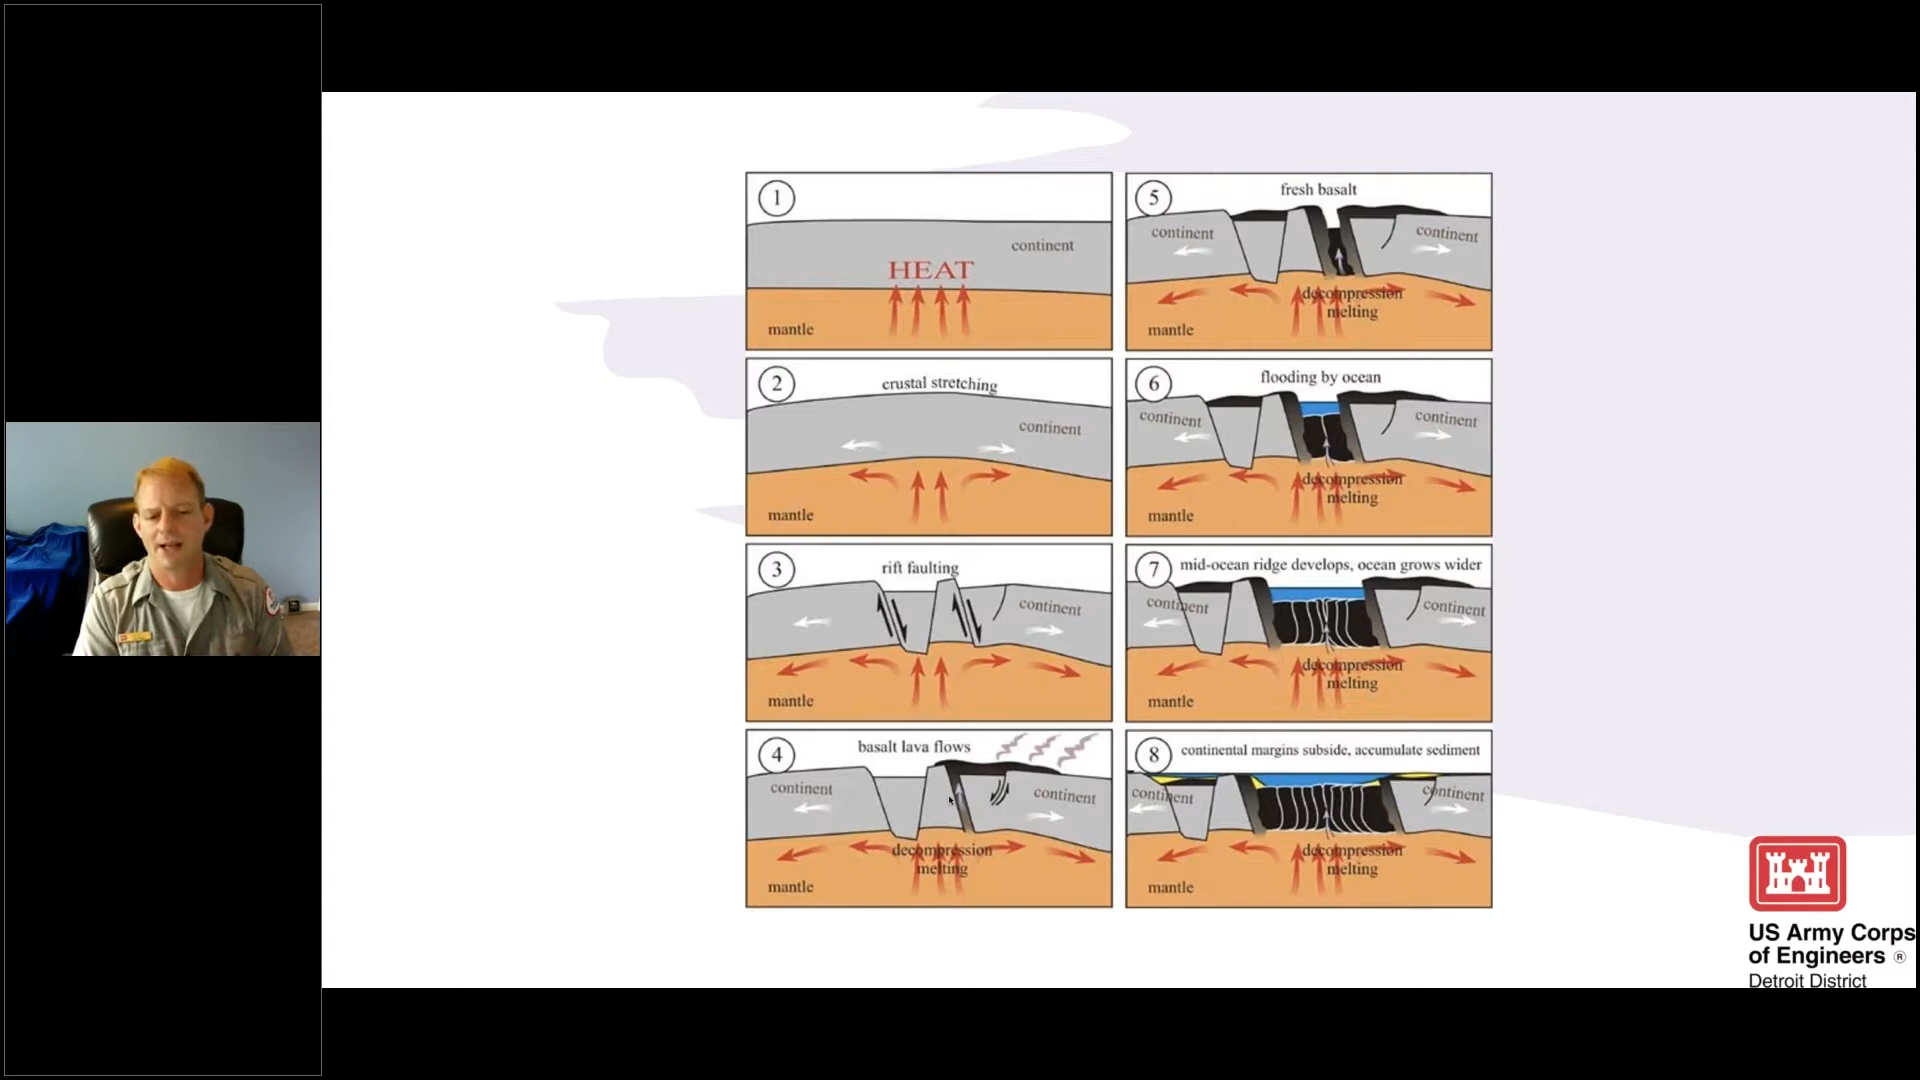 1
continent
HEAT
mantle
2
crustal stretching
continent
mantle
3
rift faulting
continent
mantle
4
basalt lava flows
continent
continent
decompression
melting
mantle
5
fresh basalt
continent
continent
decompression
melting
mantle
6
flooding by ocean
continent
continent
decompression
melting
mantle
7
mid-ocean ridge develops, ocean grows wider
continent
continent
decompression
melting
mantle
8
continental margins subside, accumulate sediment
continent
continent
decompression
melting
mantle
US Army Corps
of Engineers ®
Detroit District